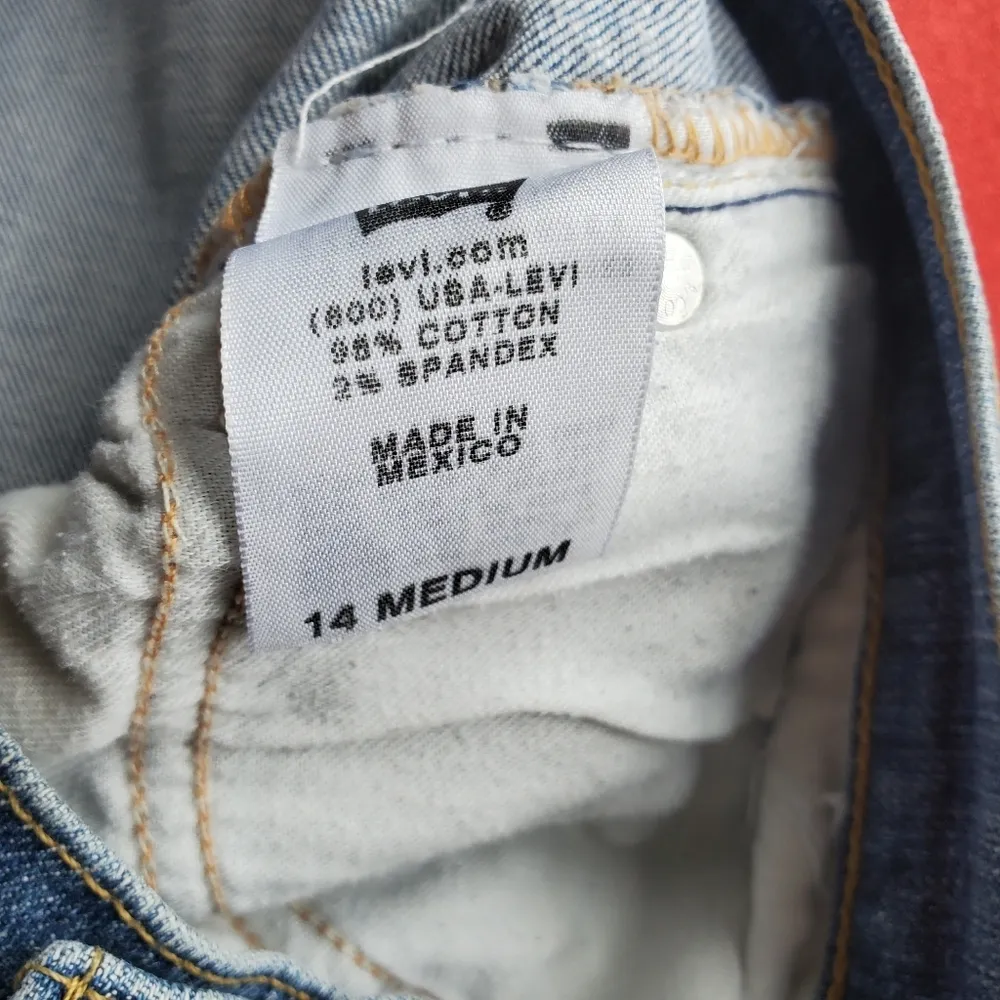 levi.com
(800) USA-LEVI
98% COTTON
2% SPANDEX
MADE IN
MEXICO
14 MEDIUM